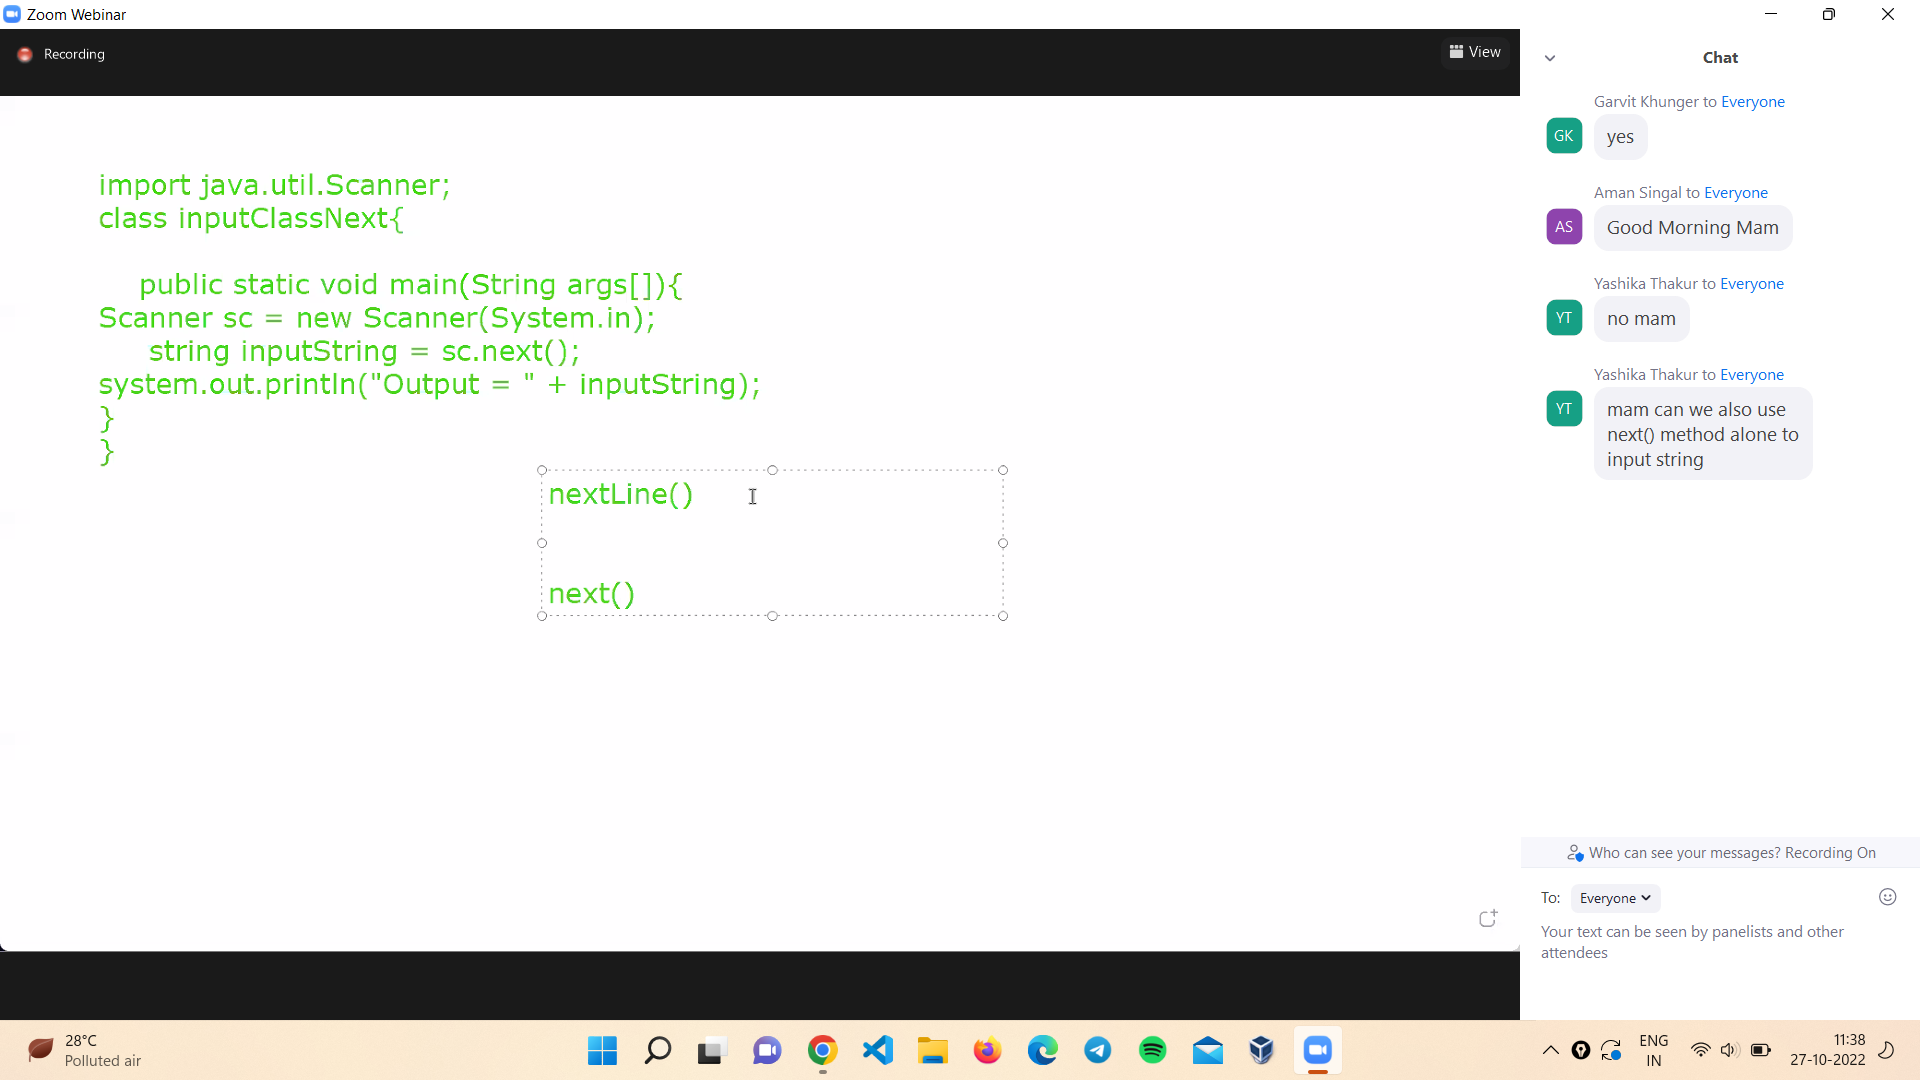 Zoom Webinar
Recording
View
import java.util.Scanner;
class inputClassNext{
public static void main(String args[]){
Scanner sc = new Scanner(System.in);
string inputString = sc.next();
system.out.println("Output = " + inputString);
}
}
nextLine()
next()
Chat
Garvit Khunger to Everyone
GK
yes
Aman Singal to Everyone
AS
Good Morning Mam
Yashika Thakur to Everyone
YT
no mam
Yashika Thakur to Everyone
YT
mam can we also use
next() method alone to
input string
Who can see your messages? Recording On
To: Everyone
Your text can be seen by panelists and other
attendees
28°C
Polluted air
ENG
IN
11:38
27-10-2022